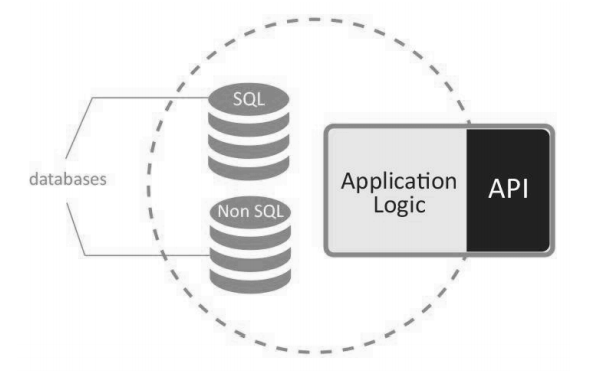 SQL
databases
Non SQL
Application
Logic
API